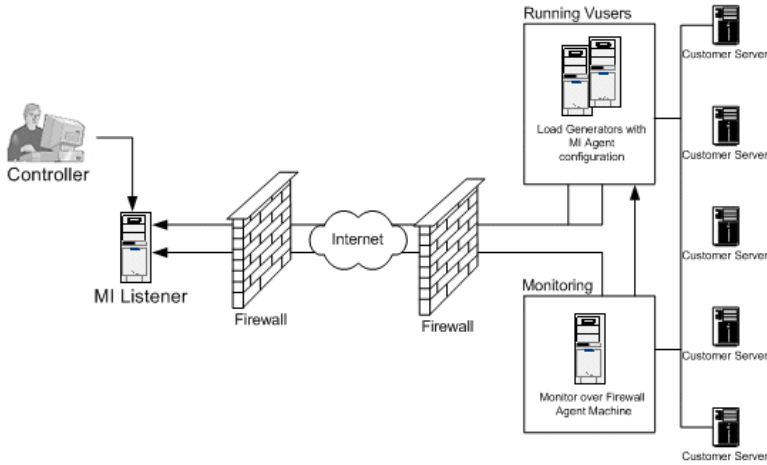 Running Vusers
Customer Server
Load Generators with
MI Agent
configuration
Controller
Customer Server
Internet
Customer Server
MI Listener
Firewall
Firewall
Monitoring
Customer Server
Monitor over Firewall
Agent Machine
Customer Server